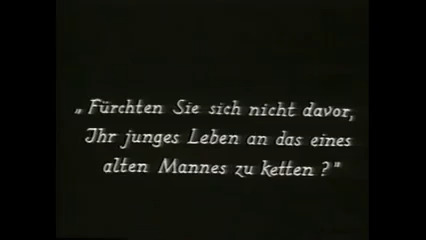 „Fürchten Sie sich nicht davor,
Ihr junges Leben an das eines
alten Mannes zu ketten?"